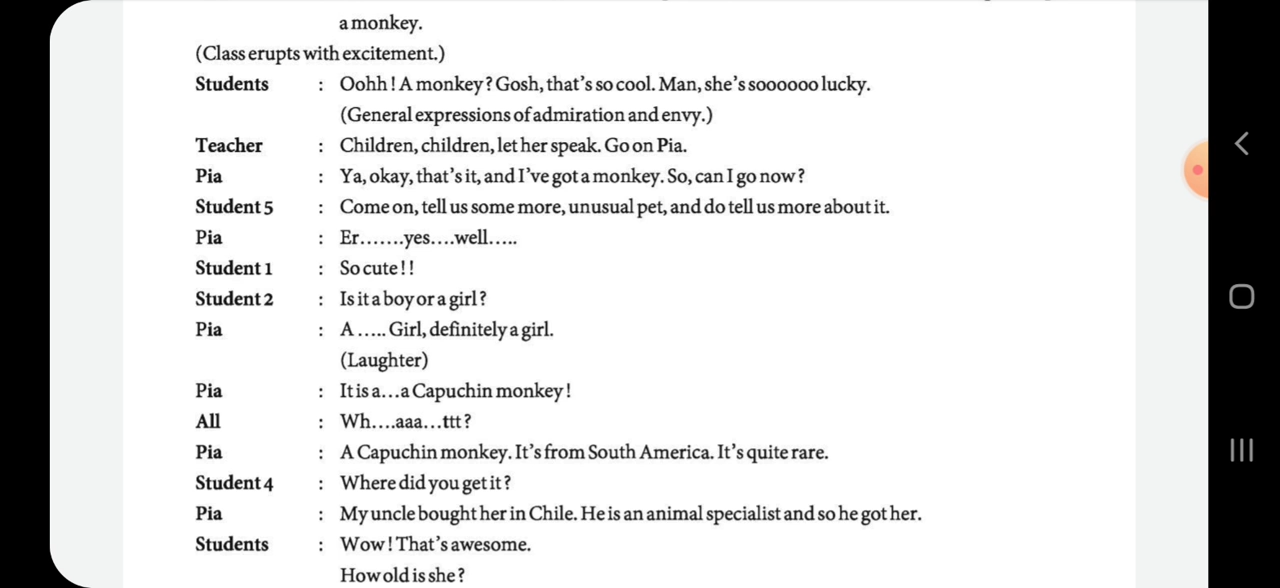 a monkey.
(Class erupts with excitement.)
Students : Oohh ! A monkey? Gosh, that's so cool. Man, she's soooooo lucky.
(General expressions of admiration and envy.)
Teacher : Children, children, let her speak. Go on Pia.
Pia : Ya, okay, that's it, and I've got a monkey. So, can I go now?
Student 5 : Come on, tell us some more, unusual pet, and do tell us more about it.
Pia : Er.......yes....well.....
Student 1 : So cute ! !
Student 2 : Is it a boy or a girl ?
Pia : A ..... Girl, definitely a girl.
(Laughter)
Pia : It is a...a Capuchin monkey !
All : Wh....aaa...ttt ?
Pia : A Capuchin monkey. It's from South America. It's quite rare.
Student 4 : Where did you get it ?
Pia : My uncle bought her in Chile. He is an animal specialist and so he got her.
Students : Wow ! That's awesome.
How old is she ?